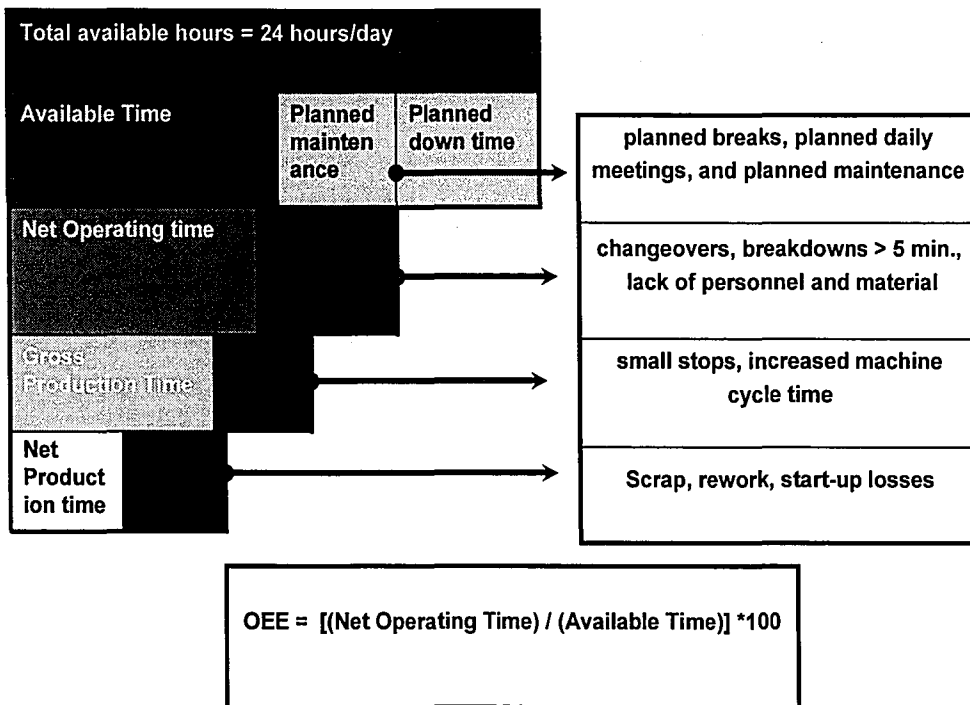 Total available hours = 24 hours/day
Available Time
Planned
mainten
ance
Planned
down time
planned breaks, planned daily
meetings, and planned maintenance
Net Operating time
changeovers, breakdowns > 5 min.,
lack of personnel and material
Gross
Production Time
small stops, increased machine
cycle time
Net
Product
ion time
Scrap, rework, start-up losses
OEE = [(Net Operating Time) / (Available Time)] *100